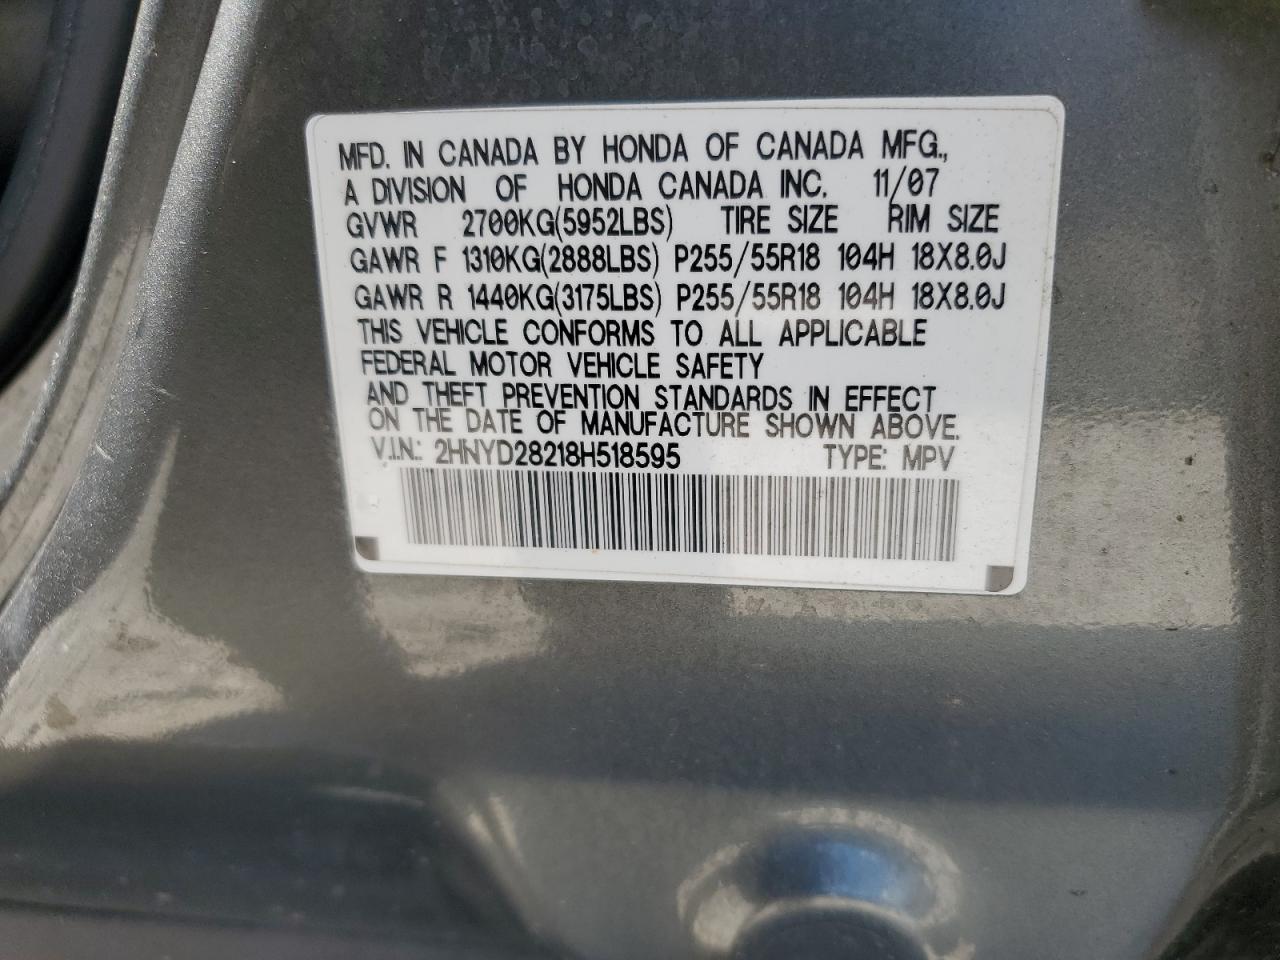 MFD. IN CANADA BY HONDA OF CANADA MFG.,
A DIVISION OF HONDA CANADA INC. 11/07
GVWR 2700KG(5952LBS) TIRE SIZE RIM SIZE
GAWR F 1310KG(2888LBS) P255/55R18 104H 18X8.0J
GAWR R 1440KG(3175LBS) P255/55R18 104H 18X8.0J
THIS VEHICLE CONFORMS TO ALL APPLICABLE
FEDERAL MOTOR VEHICLE SAFETY
AND THEFT PREVENTION STANDARDS IN EFFECT
ON THE DATE OF MANUFACTURE SHOWN ABOVE.
V.I.N: 2HNYD28218H518595 TYPE: MPV